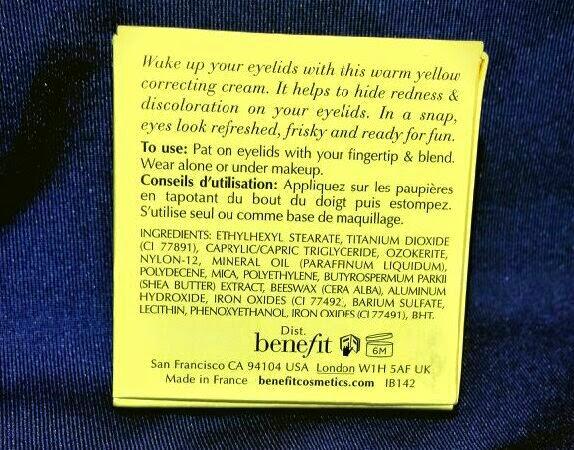 Wake up your eyelids with this warm yellow
correcting cream. It helps to hide redness &
discoloration on your eyelids. In a snap,
eyes look refreshed, frisky and ready for fun.
To use: Pat on eyelids with your fingertip & blend.
Wear alone or under makeup.
Conseils d'utilisation: Appliquez sur les paupières
en tapotant du bout du doigt puis estompez.
S'utilise seul ou comme base de maquillage.
INGREDIENTS: ETHYLHEXYL STEARATE, TITANIUM DIOXIDE
(CI 77891), CAPRYLIC/CAPRIC TRIGLYCERIDE, OZOKERITE,
NYLON-12, MINERAL OIL (PARAFFINUM LIQUIDUM),
POLYDECENE, MICA, POLYETHYLENE, BUTYROSPERMUM PARKII
(SHEA BUTTER) EXTRACT, BEESWAX (CERA ALBA), ALUMINUM
HYDROXIDE, IRON OXIDES (CI 77492), BARIUM SULFATE,
LECITHIN, PHENOXYETHANOL, IRON OXIDES (CI 77491), BHT.
Dist.
benefit 6M
San Francisco CA 94104 USA London W1H 5AF UK
Made in France benefitcosmetics.com IB142